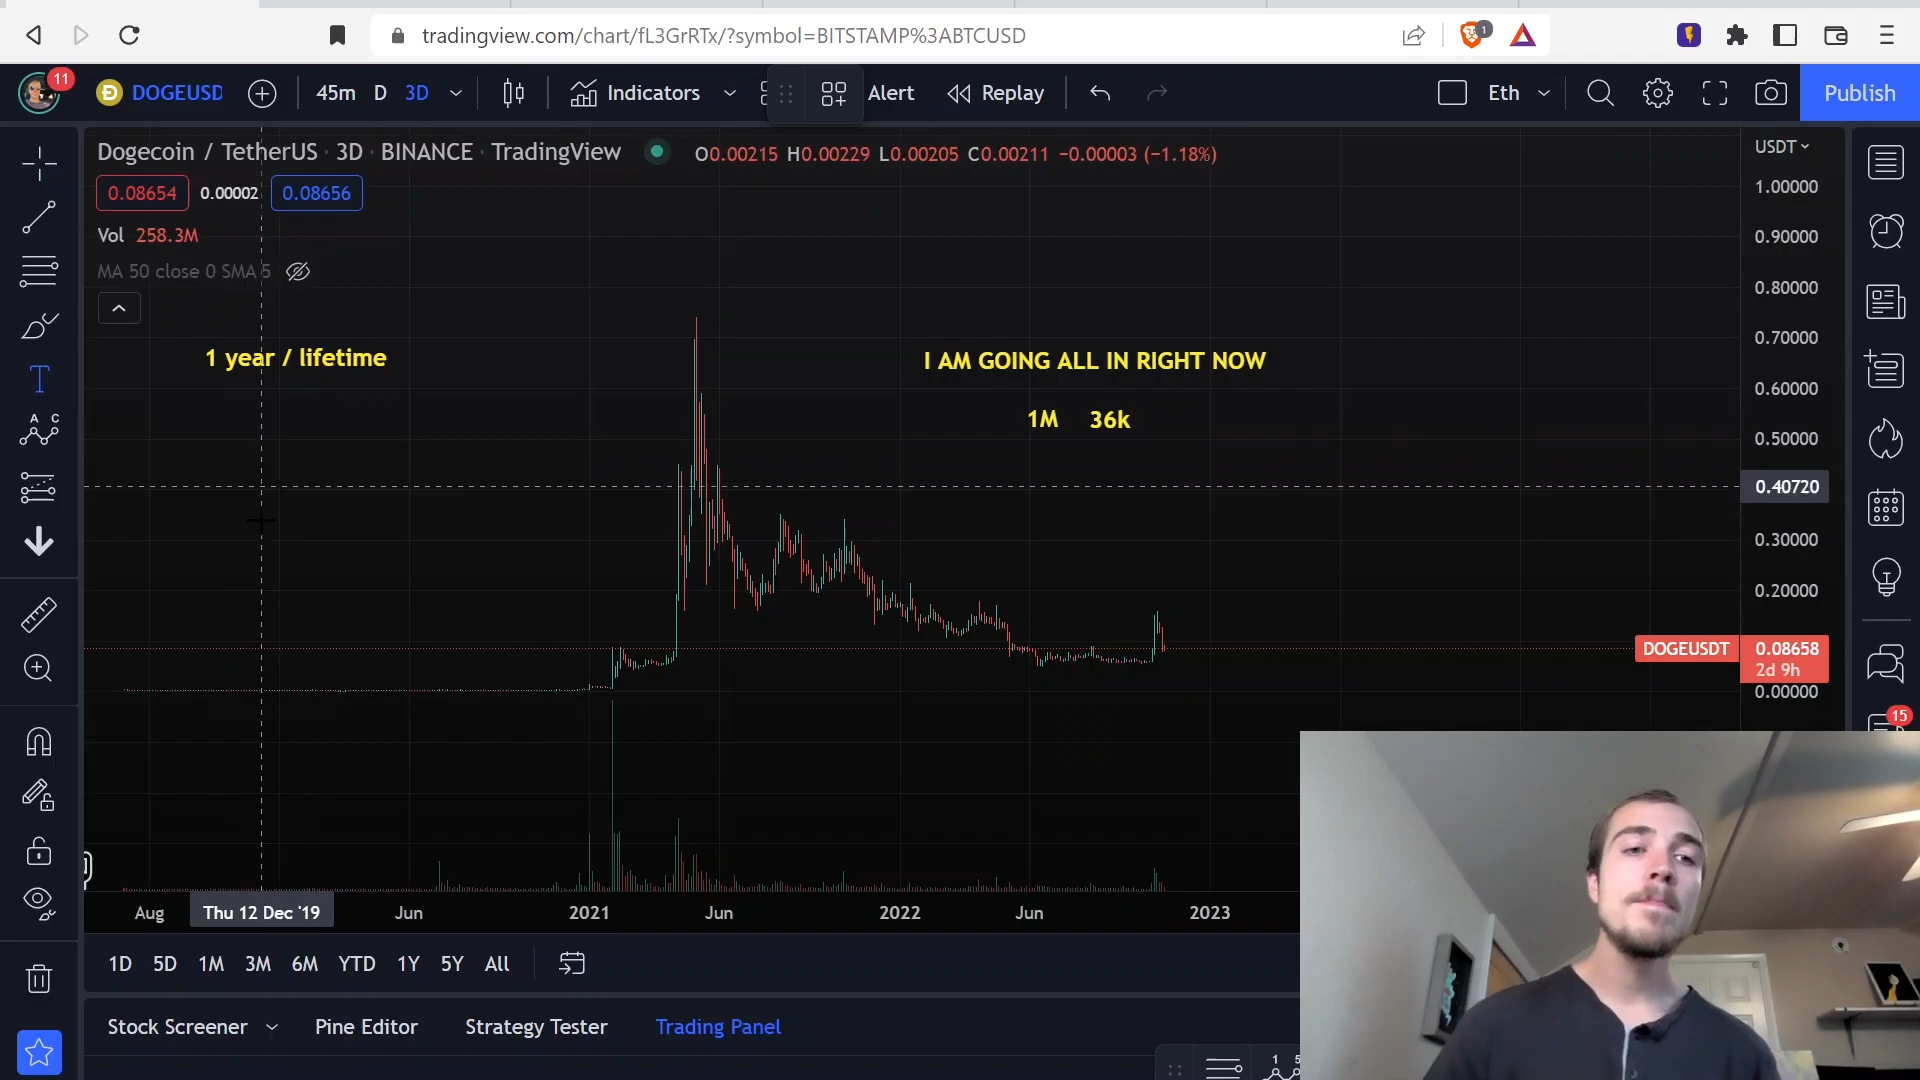 tradingview.com/chart/fL3GrRTx/?symbol=BITSTAMP%3ABTCUSD
1
11
DOGEUSD
45m D 3D
Indicators
Alert
Replay
Eth
Publish
Dogecoin / TetherUS · 3D · BINANCE · TradingView
O0.00215 H0.00229 L0.00205 C0.00211 −0.00003 (−1.18%)
USDT
0.08654 0.00002 0.08656
Vol 258.3M
MA 50 close 0 SMA 5
1 year / lifetime
I AM GOING ALL IN RIGHT NOW
1M 36k
1.00000
0.90000
0.80000
0.70000
0.60000
0.50000
0.40720
0.30000
0.20000
DOGEUSDT 0.08658
2d 9h
0.00000
T
A C
15
Aug Thu 12 Dec '19 Jun 2021 Jun 2022 Jun 2023
1D 5D 1M 3M 6M YTD 1Y 5Y All
Stock Screener Pine Editor Strategy Tester Trading Panel
1 5